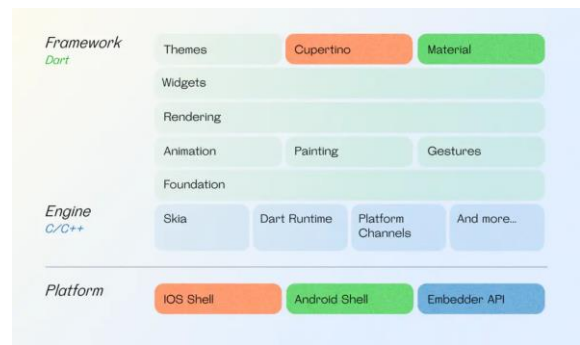 Framework
Dart
Themes
Cupertino
Material
Widgets
Rendering
Animation
Painting
Gestures
Foundation
Engine
C/C++
Skia
Dart Runtime
Platform
Channels
And more...
Platform
IOS Shell
Android Shell
Embedder API